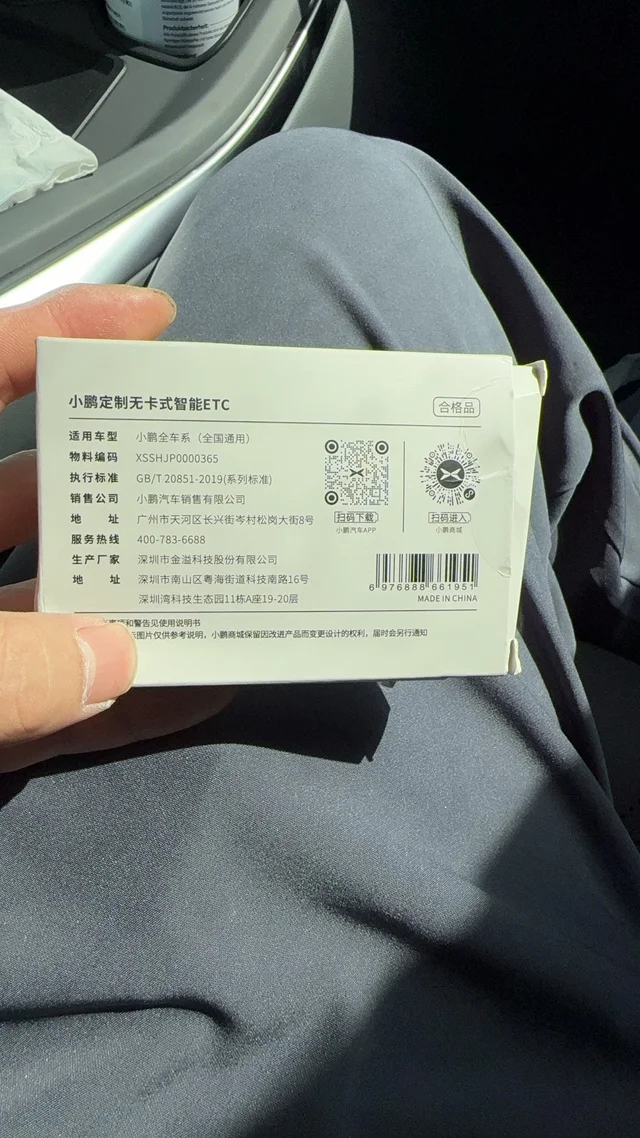 Produktsicherheit
小鹏定制无卡式智能ETC
合格品
适用车型 小鹏全车系（全国通用）
物料编码 XSSHJP0000365
执行标准 GB/T 20851-2019(系列标准)
销售公司 小鹏汽车销售有限公司
地 址 广州市天河区长兴街岑村松岗大街8号
服务热线 400-783-6688
生产厂家 深圳市金溢科技股份有限公司
地 址 深圳市南山区粤海街道科技南路16号
深圳湾科技生态园11栋A座19-20层
扫码下载
小鹏汽车APP
扫码进入
小鹏商城
6 976888 661951
MADE IN CHINA
事项和警告见使用说明书
图片仅供参考说明，小鹏商城保留因改进产品而变更设计的权利，届时会另行通知